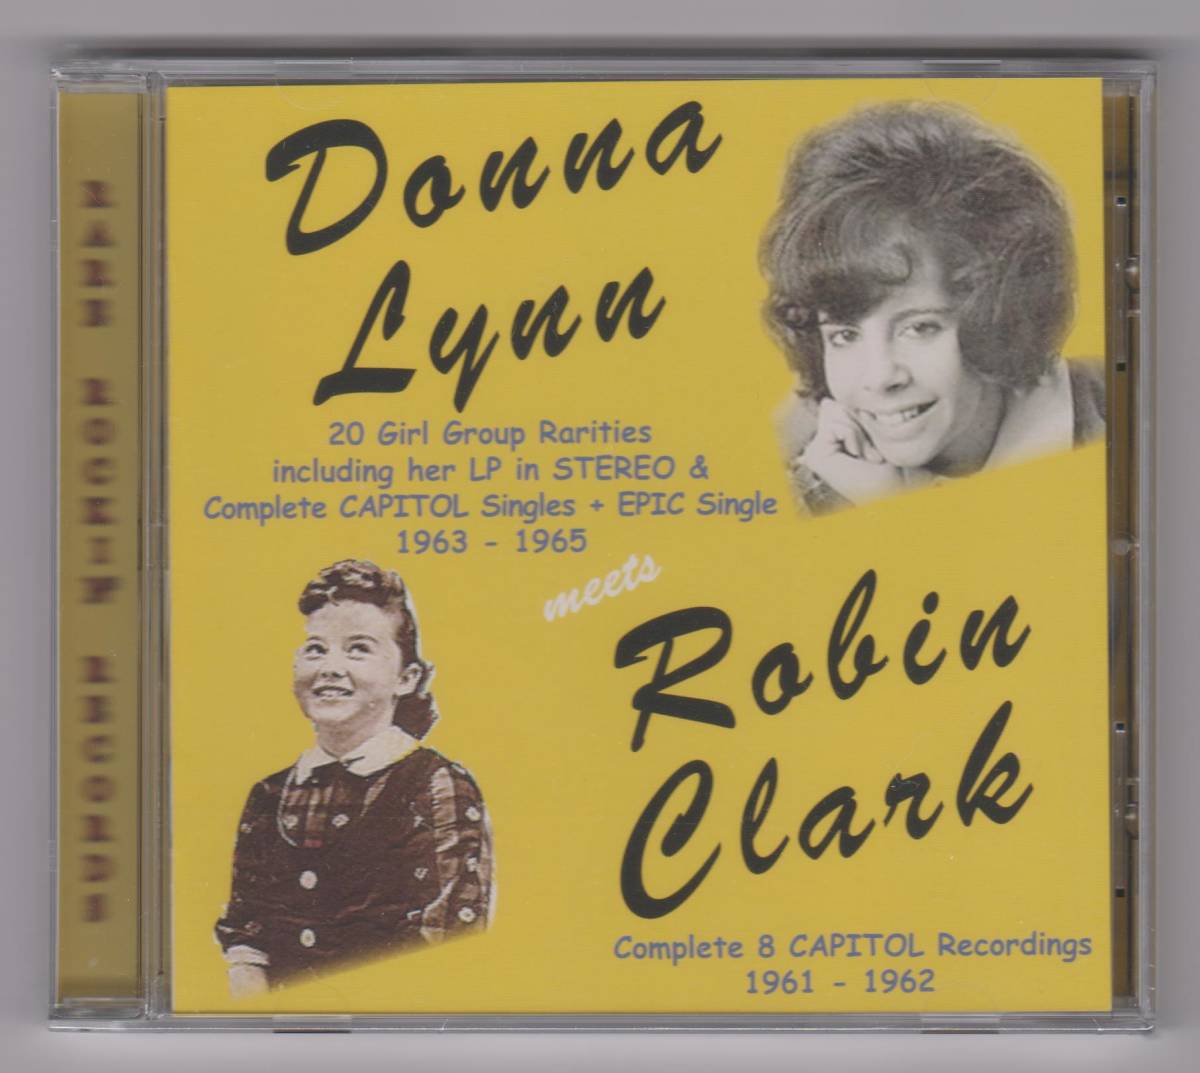 Donna
Lynn
20 Girl Group Rarities
including her LP in STEREO &
Complete CAPITOL Singles + EPIC Single
1963 - 1965
meets
Robin
Clark
Complete 8 CAPITOL Recordings
1961 - 1962